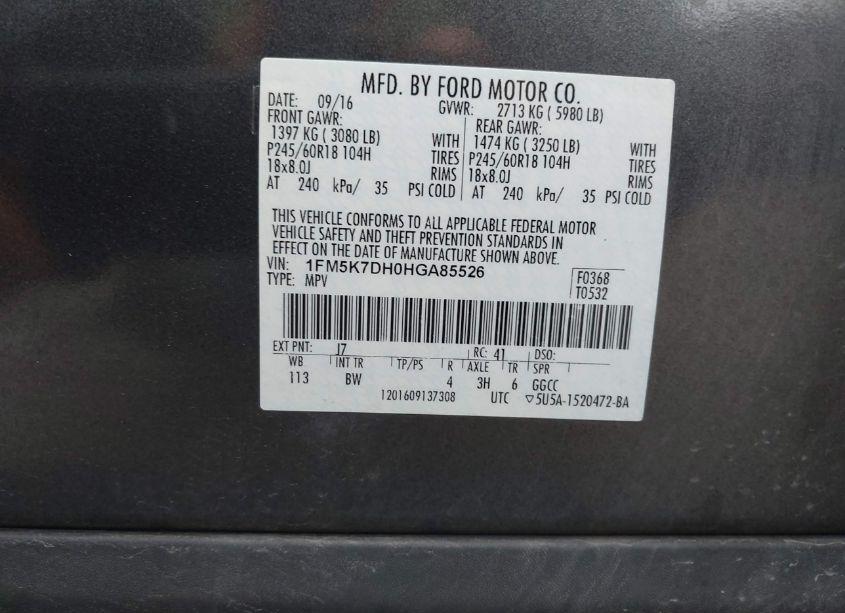 MFD. BY FORD MOTOR CO.
DATE: 09/16 GVWR: 2713 KG ( 5980 LB)
FRONT GAWR: REAR GAWR:
1397 KG ( 3080 LB) WITH 1474 KG ( 3250 LB) WITH
P245/60R18 104H TIRES P245/60R18 104H TIRES
18x8.0J RIMS 18x8.0J RIMS
AT 240 kPa/ 35 PSI COLD AT 240 kPa/ 35 PSI COLD
THIS VEHICLE CONFORMS TO ALL APPLICABLE FEDERAL MOTOR
VEHICLE SAFETY AND THEFT PREVENTION STANDARDS IN
EFFECT ON THE DATE OF MANUFACTURE SHOWN ABOVE.
VIN: 1FM5K7DH0HGA85526 F0368
TYPE: MPV T0532
EXT PNT: J7 RC: 41 DSO:
WB INT TR TP/PS R AXLE TR SPR
113 BW 4 3H 6 GGCC
1201609137308 UTC ▽5U5A-1520472-BA